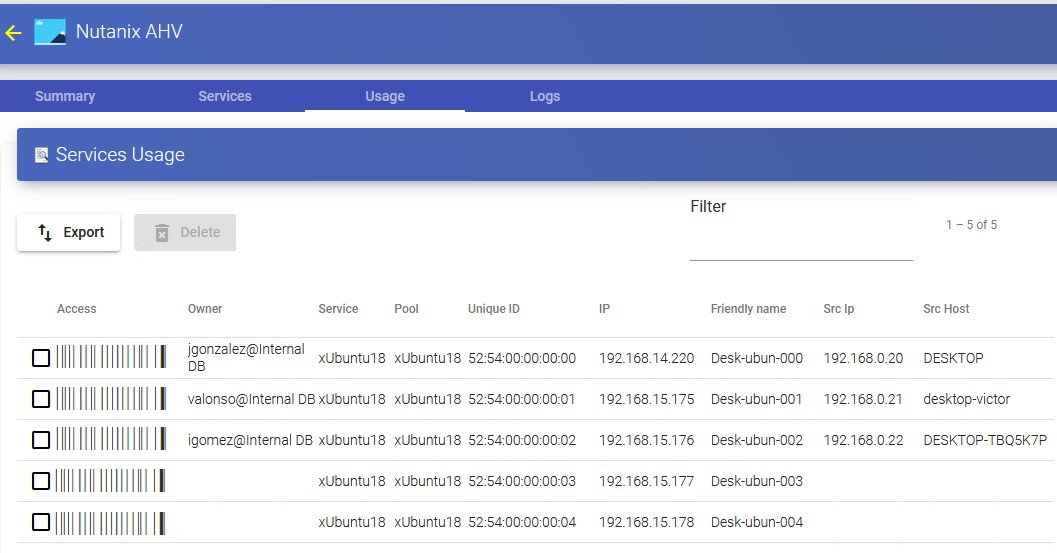 Nutanix AHV
Summary Services Usage Logs
Services Usage
Filter
1 – 5 of 5
Export Delete
Access Owner Service Pool Unique ID IP Friendly name Src Ip Src Host
jgonzalez@Internal
DB xUbuntu18 xUbuntu18 52:54:00:00:00:00 192.168.14.220 Desk-ubun-000 192.168.0.20 DESKTOP
valonso@Internal DB xUbuntu18 xUbuntu18 52:54:00:00:00:01 192.168.15.175 Desk-ubun-001 192.168.0.21 desktop-victor
igomez@Internal DB xUbuntu18 xUbuntu18 52:54:00:00:00:02 192.168.15.176 Desk-ubun-002 192.168.0.22 DESKTOP-TBQ5K7P
xUbuntu18 xUbuntu18 52:54:00:00:00:03 192.168.15.177 Desk-ubun-003
xUbuntu18 xUbuntu18 52:54:00:00:00:04 192.168.15.178 Desk-ubun-004